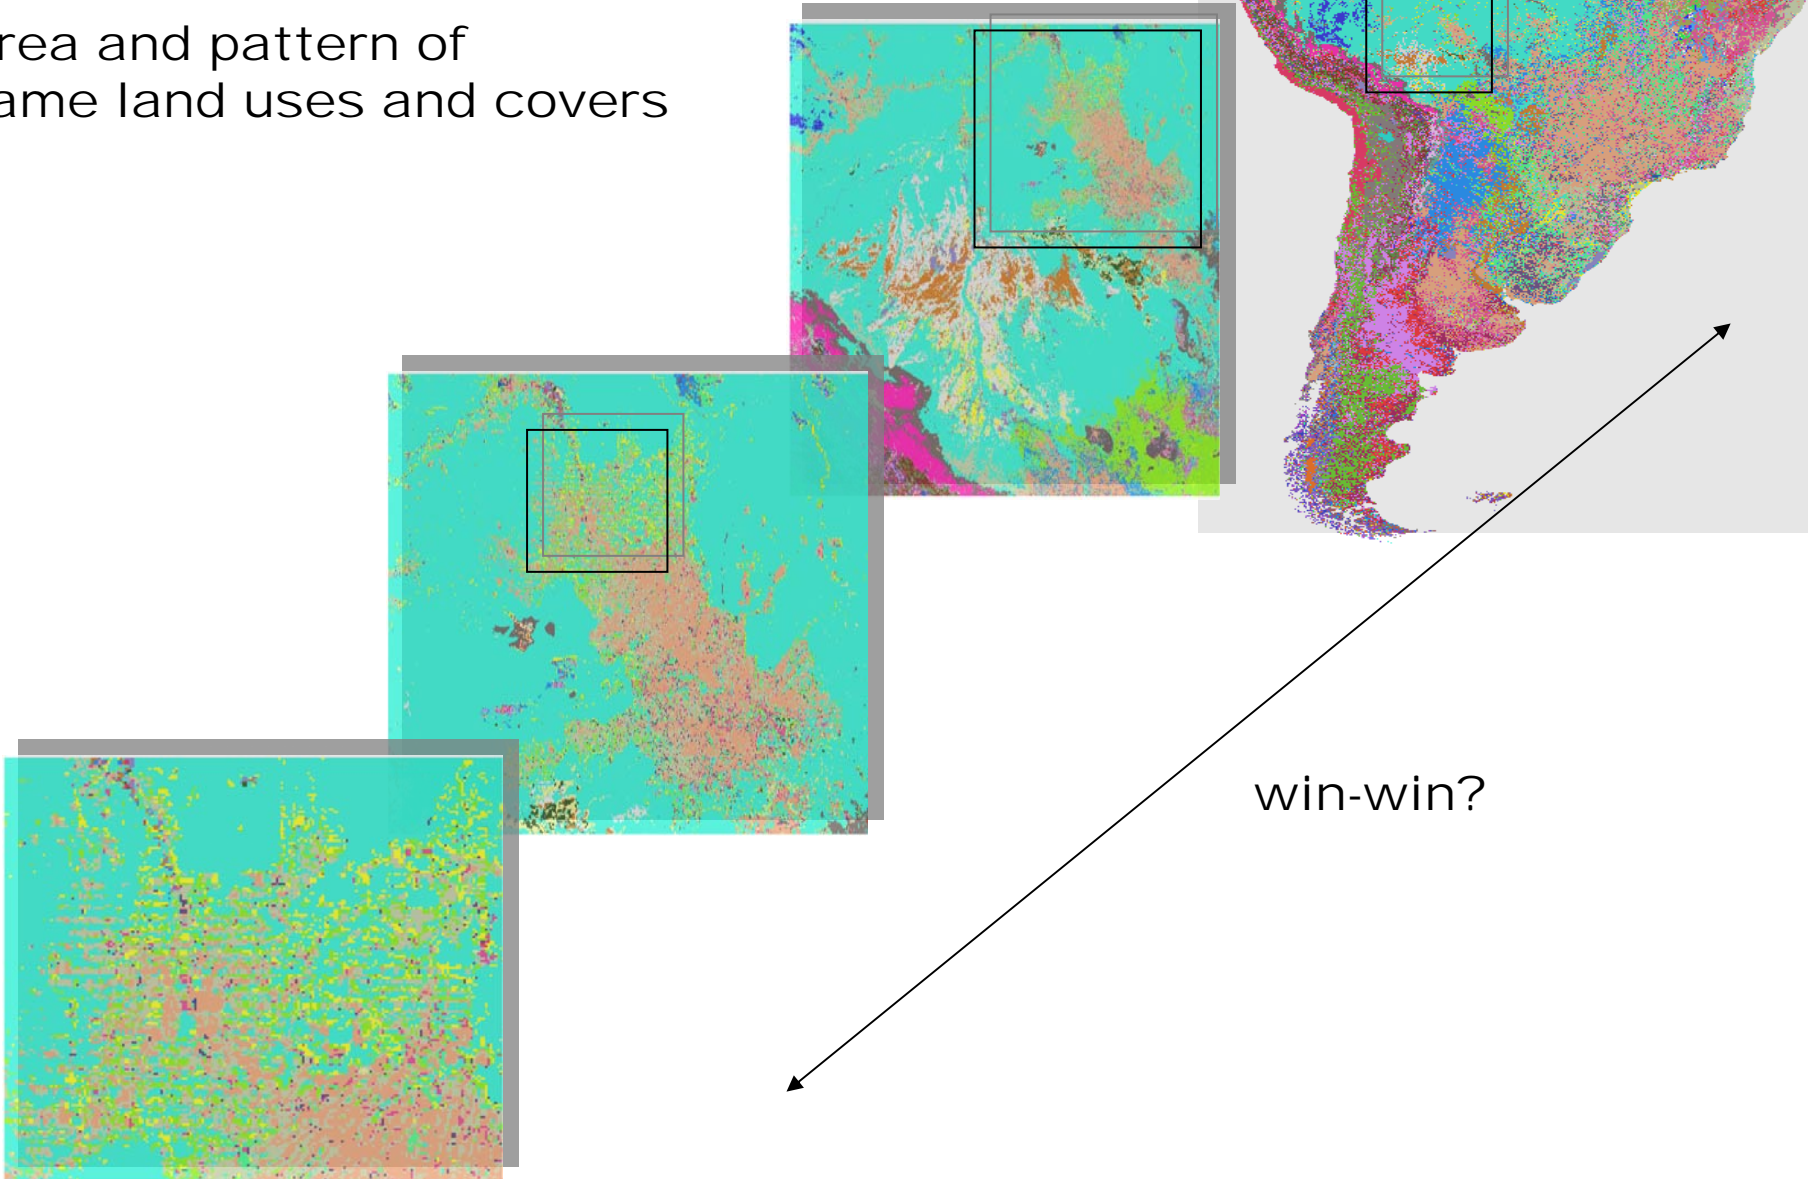 rea and pattern of
ame land uses and covers
win-win?